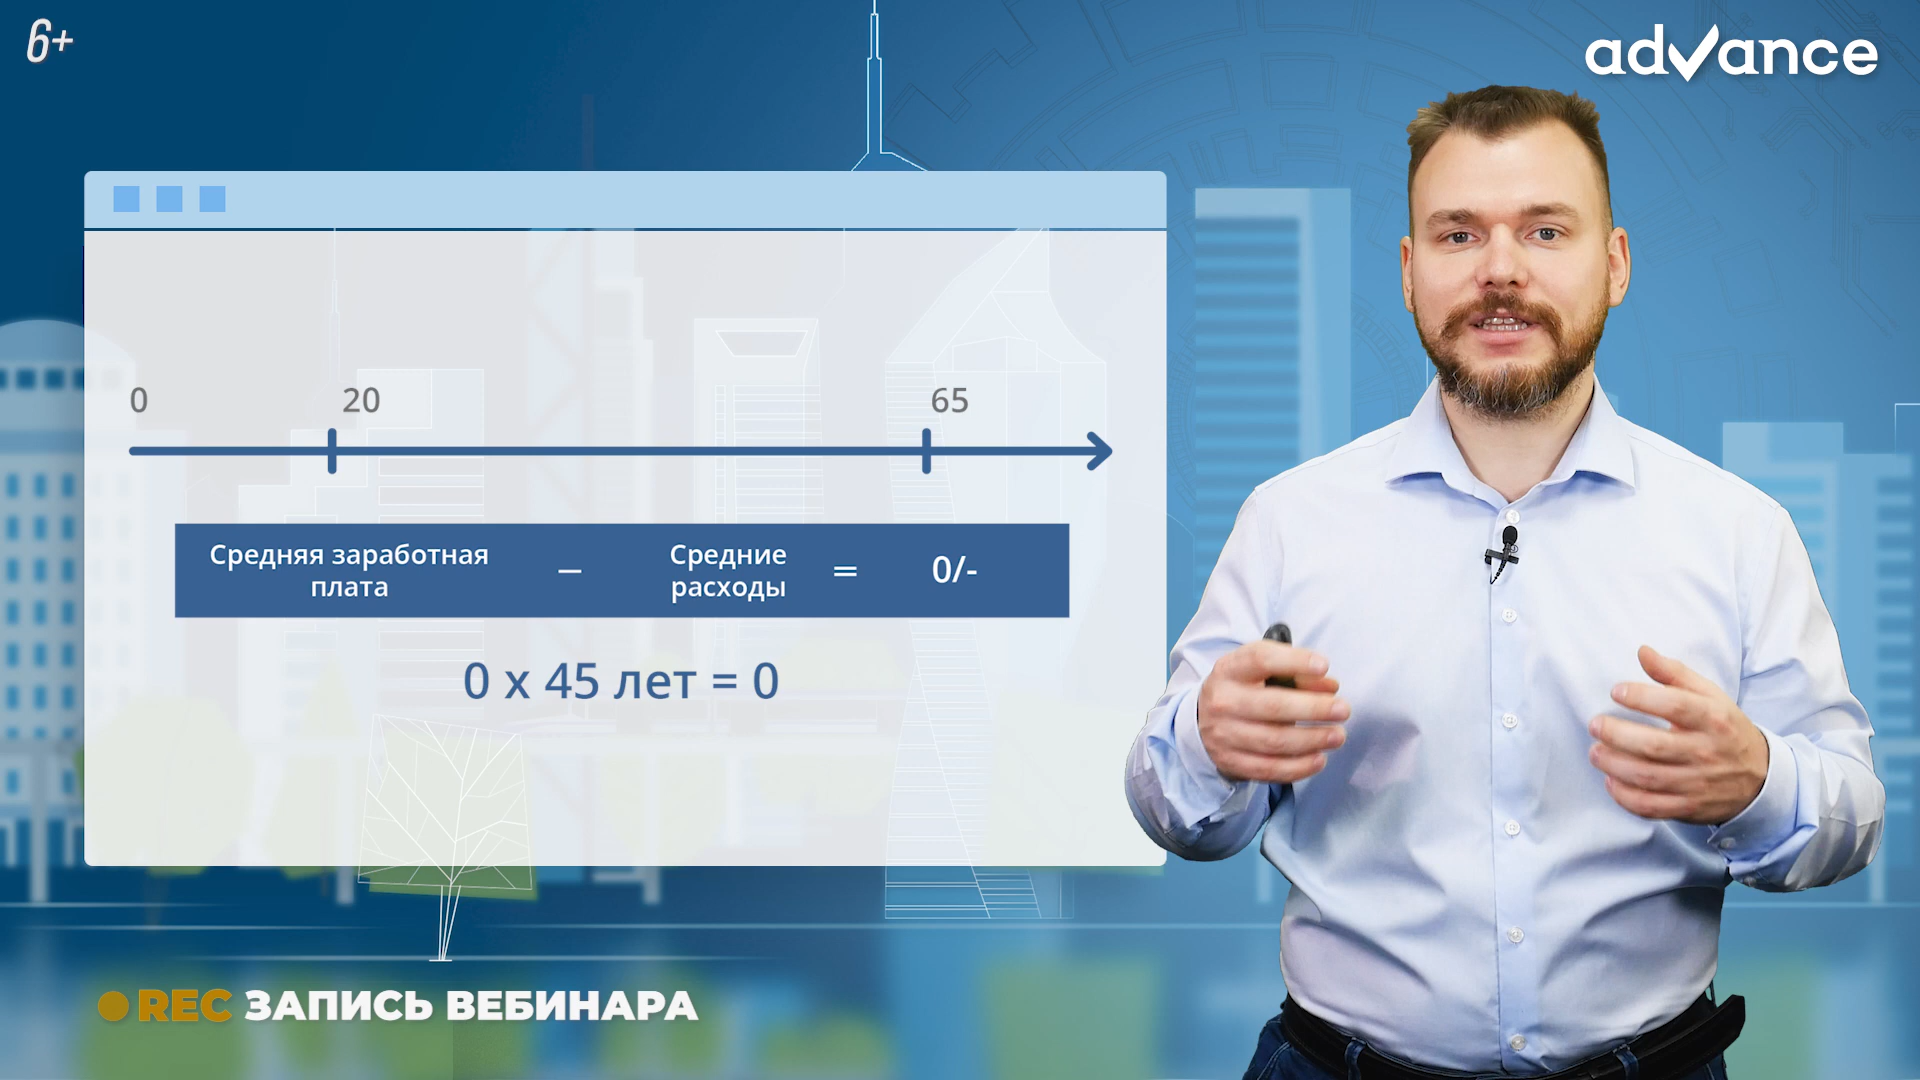 6+
advance
0 20 65
Средняя заработная
плата
–
Средние
расходы
=
0/-
0 x 45 лет = 0
REC ЗАПИСЬ ВЕБИНАРА